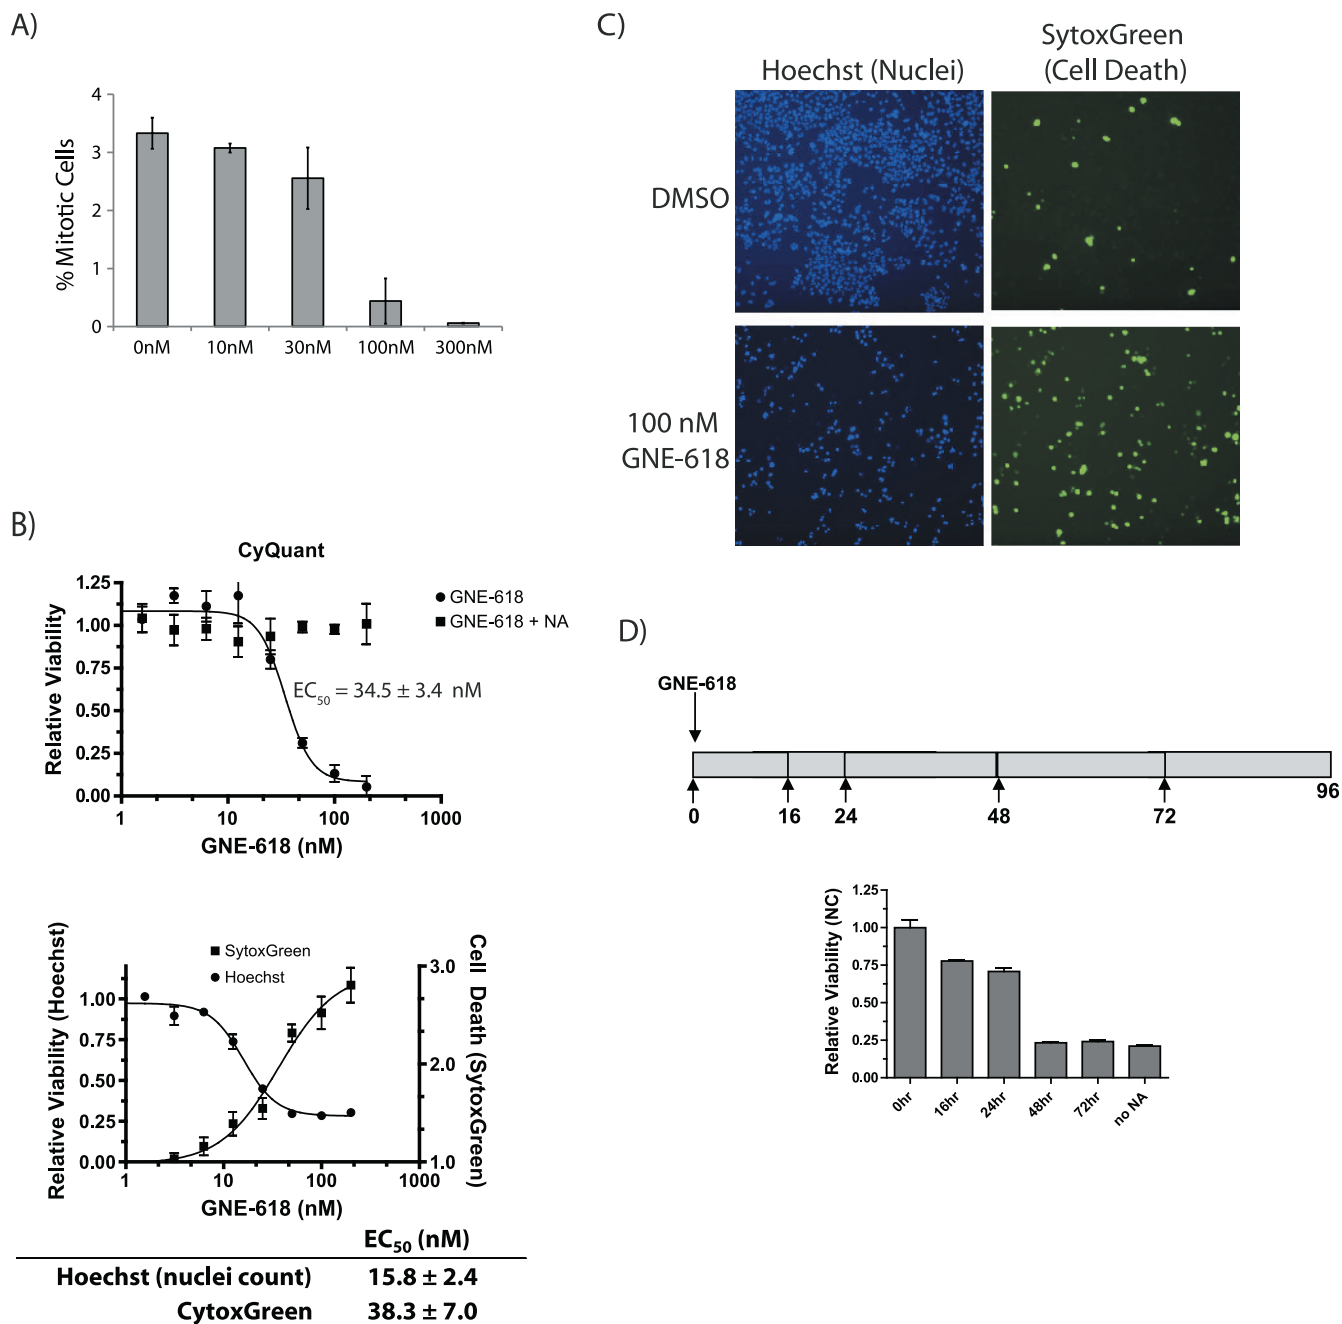 A)
% Mitotic Cells
4
3
2
1
0
0nM 10nM 30nM 100nM 300nM
B)
CyQuant
Relative Viability
1.25
1.00
0.75
0.50
0.25
0.00
GNE-618
GNE-618 + NA
EC50 = 34.5 ± 3.4 nM
1 10 100 1000
GNE-618 (nM)
Relative Viability (Hoechst)
1.00
0.75
0.50
0.25
0.00
SytoxGreen
Hoechst
3.0
2.0
1.0
Cell Death (SytoxGreen)
1 10 100 1000
GNE-618 (nM)
EC50 (nM)
Hoechst (nuclei count) 15.8 ± 2.4
CytoxGreen 38.3 ± 7.0
C)
Hoechst (Nuclei)
SytoxGreen
(Cell Death)
DMSO
100 nM
GNE-618
D)
GNE-618
0 16 24 48 72 96
Relative Viability (NC)
1.25
1.00
0.75
0.50
0.25
0.00
0hr 16hr 24hr 48hr 72hr no NA